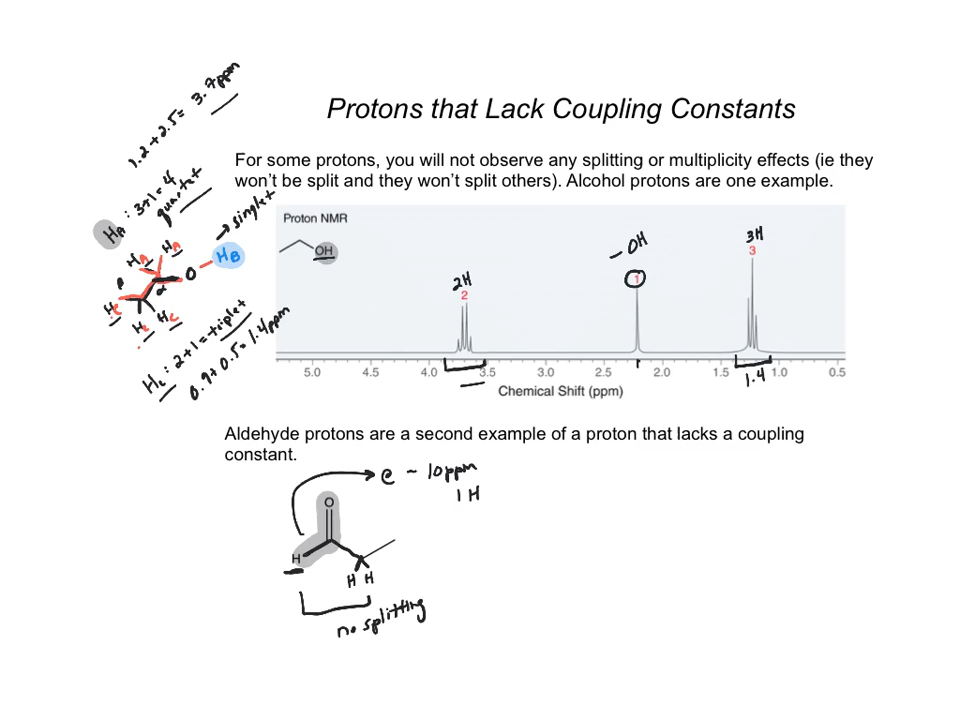 1.2 + 2.5 = 3.7ppm
Protons that Lack Coupling Constants
For some protons, you will not observe any splitting or multiplicity effects (ie they
won't be split and they won't split others). Alcohol protons are one example.
HA : 3+1 = 4
quartet
→ singlet
HA HA
O HB
β α
Hc
Hc Hc
Hc : 2+1 = triplet
0.9 + 0.5 = 1.4ppm
Proton NMR
OH
2H
2
- OH
1
3H
3
5.0 4.5 4.0 3.5 3.0 2.5 2.0 1.5 1.0 0.5
1.4
Chemical Shift (ppm)
Aldehyde protons are a second example of a proton that lacks a coupling
constant.
@ ~ 10ppm
1H
O
H
H H
no splitting